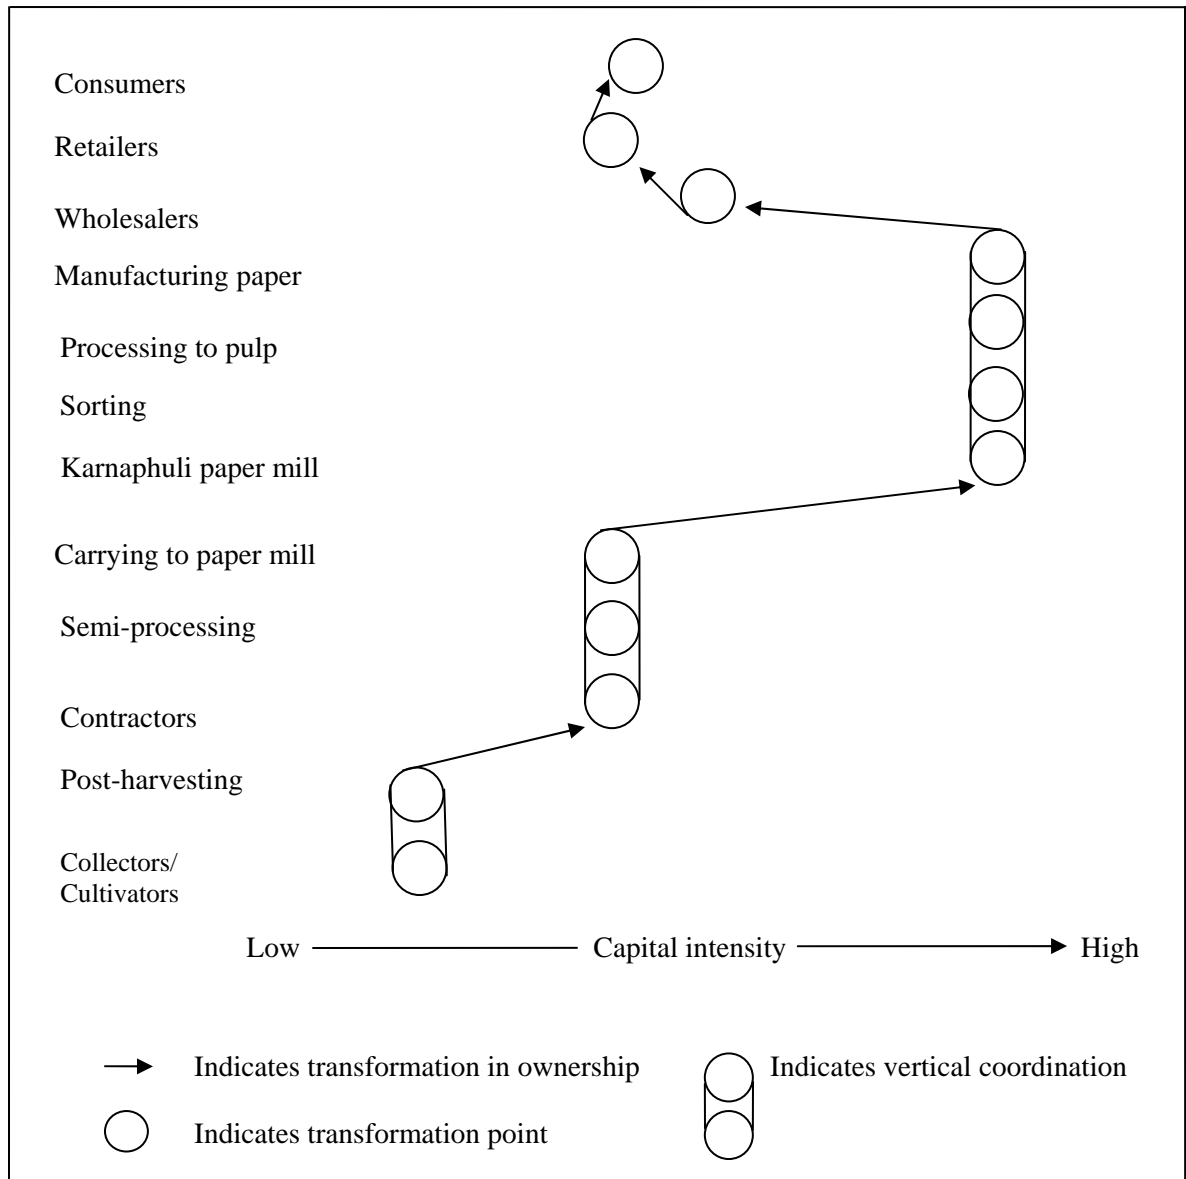 Consumers
Retailers
Wholesalers
Manufacturing paper
Processing to pulp
Sorting
Karnaphuli paper mill
Carrying to paper mill
Semi-processing
Contractors
Post-harvesting
Collectors/
Cultivators
Low Capital intensity High
Indicates transformation in ownership
Indicates vertical coordination
Indicates transformation point